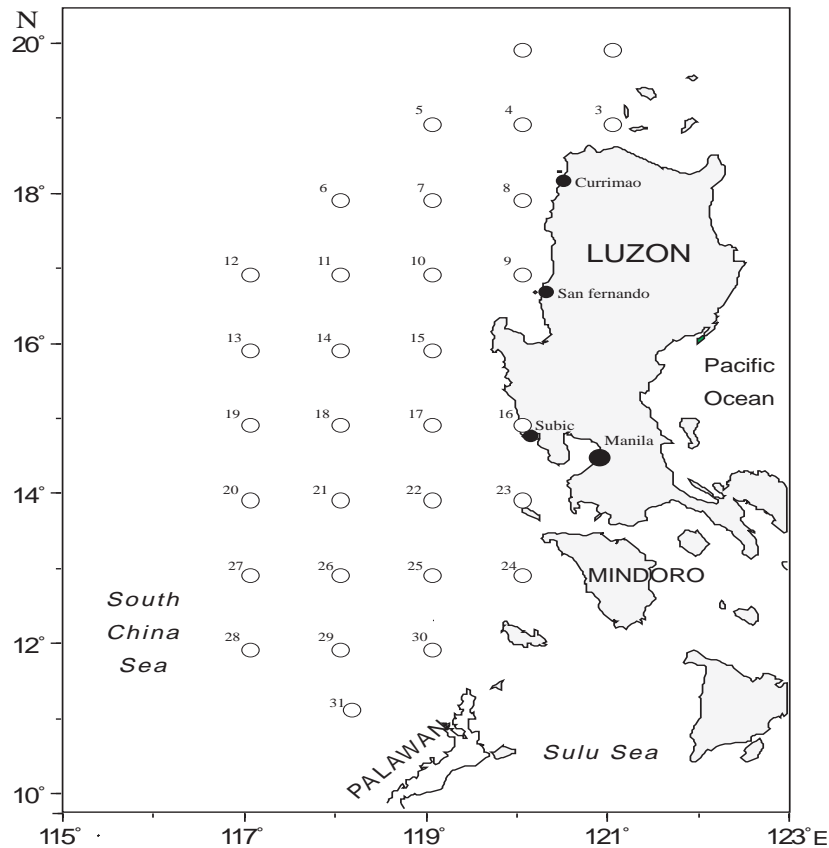 N
20°
5 4 3
Currimao
18°
6 7 8
LUZON
12 11 10 9
San fernando
16°
13 14 15
Pacific
Ocean
19 18 17 16
Subic
Manila
14°
20 21 22 23
27 26 25 24
MINDORO
South
China
Sea
12°
28 29 30
31
PALAWAN
Sulu Sea
10°
115° 117° 119° 121° 123° E